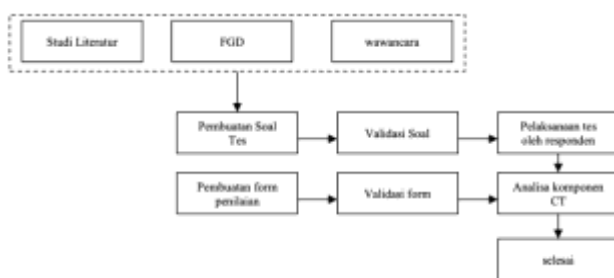 Studi Literatur
FGD
wawancara
Pembuatan Soal
Tes
Validasi Soal
Pelaksanaan tes
oleh responden
Pembuatan form
penilaian
Validasi form
Analisa komponen
CT
selesai